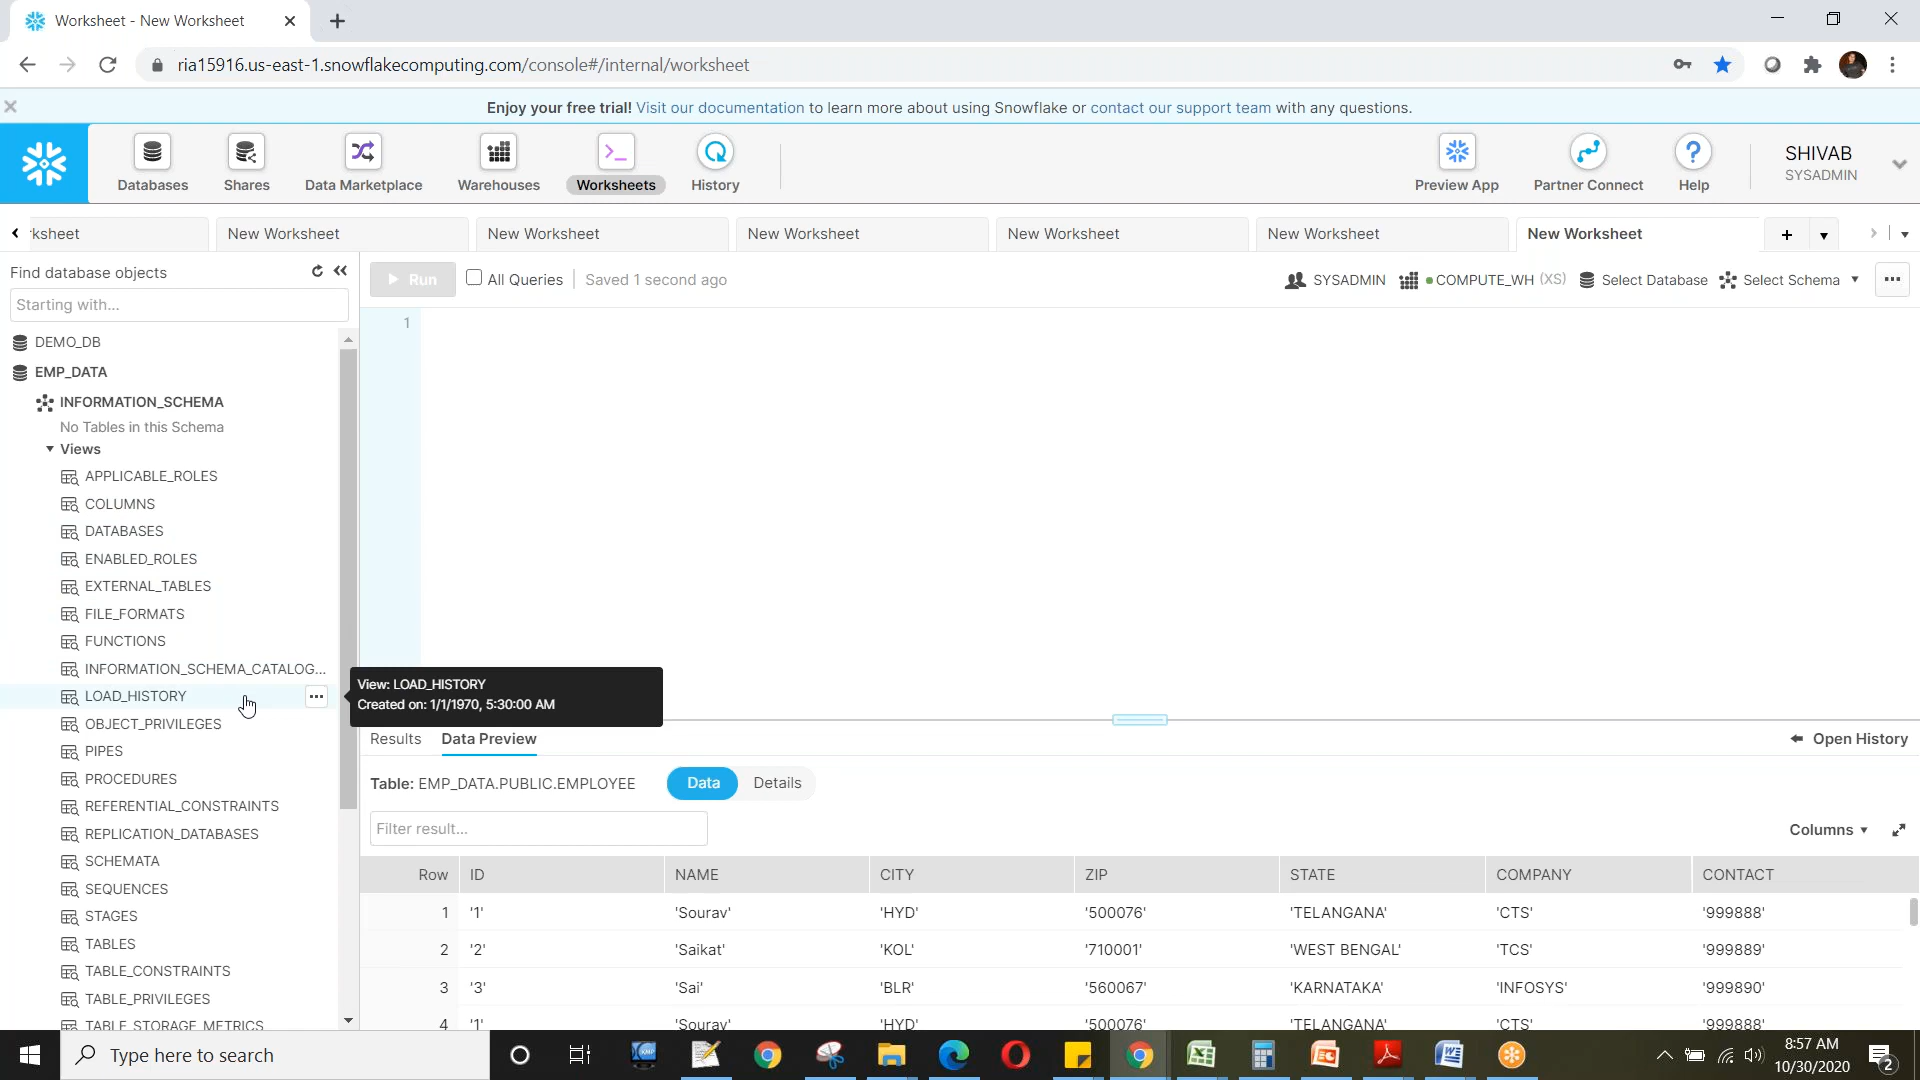 Worksheet - New Worksheet
ria15916.us-east-1.snowflakecomputing.com/console#/internal/worksheet
Enjoy your free trial! Visit our documentation to learn more about using Snowflake or contact our support team with any questions.
Databases
Shares
Data Marketplace
Warehouses
Worksheets
History
Preview App
Partner Connect
Help
SHIVAB
SYSADMIN
rksheet
New Worksheet
New Worksheet
New Worksheet
New Worksheet
New Worksheet
New Worksheet
Find database objects
Starting with...
Run
All Queries
Saved 1 second ago
SYSADMIN
COMPUTE_WH (XS)
Select Database
Select Schema
1
DEMO_DB
EMP_DATA
INFORMATION_SCHEMA
No Tables in this Schema
Views
APPLICABLE_ROLES
COLUMNS
DATABASES
ENABLED_ROLES
EXTERNAL_TABLES
FILE_FORMATS
FUNCTIONS
INFORMATION_SCHEMA_CATALOG...
LOAD_HISTORY
OBJECT_PRIVILEGES
PIPES
PROCEDURES
REFERENTIAL_CONSTRAINTS
REPLICATION_DATABASES
SCHEMATA
SEQUENCES
STAGES
TABLES
TABLE_CONSTRAINTS
TABLE_PRIVILEGES
TABLE_STORAGE_METRICS
View: LOAD_HISTORY
Created on: 1/1/1970, 5:30:00 AM
Results
Data Preview
Open History
Table: EMP_DATA.PUBLIC.EMPLOYEE
Data
Details
Filter result...
Columns
Row ID NAME CITY ZIP STATE COMPANY CONTACT
1 '1' 'Sourav' 'HYD' '500076' 'TELANGANA' 'CTS' '999888'
2 '2' 'Saikat' 'KOL' '710001' 'WEST BENGAL' 'TCS' '999889'
3 '3' 'Sai' 'BLR' '560067' 'KARNATAKA' 'INFOSYS' '999890'
4 '1' 'Sourav' 'HYD' '500076' 'TELANGANA' 'CTS' '999888'
Type here to search
8:57 AM
10/30/2020
2